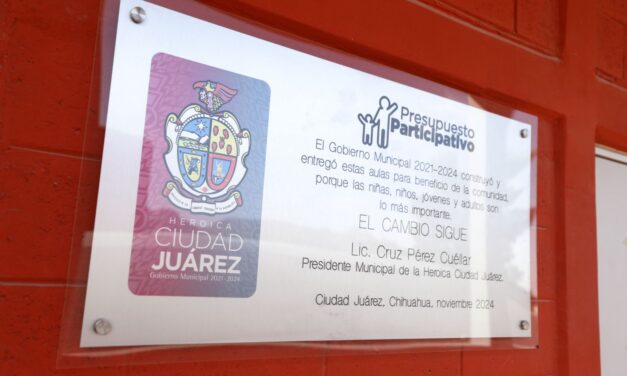 HEROICA
CIUDAD
JUÁREZ
Gobierno Municipal 2021-2024
Presupuesto
Participativo
El Gobierno Municipal 2021-2024 construyó y
entregó estas aulas para beneficio de la comunidad,
porque las niñas, niños, jóvenes y adultos son
lo más importante.
EL CAMBIO SIGUE
Lic. Cruz Pérez Cuéllar
Presidente Municipal de la Heroica Ciudad Juárez.
Ciudad Juárez, Chihuahua, noviembre 2024